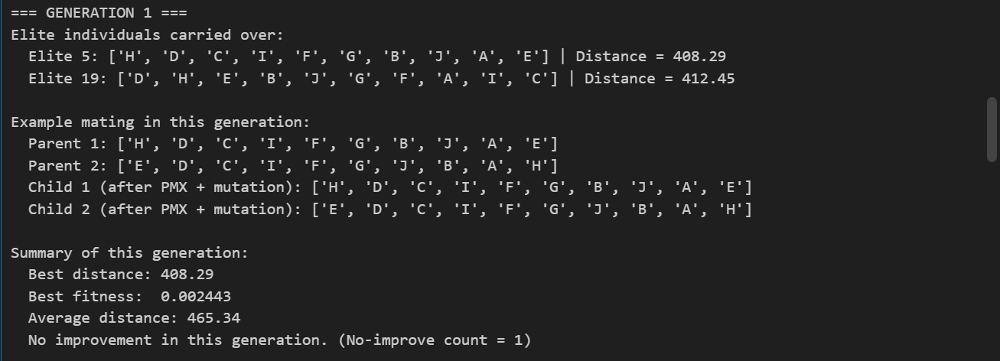 === GENERATION 1 ===
Elite individuals carried over:
  Elite 5: ['H', 'D', 'C', 'I', 'F', 'G', 'B', 'J', 'A', 'E'] | Distance = 408.29
  Elite 19: ['D', 'H', 'E', 'B', 'J', 'G', 'F', 'A', 'I', 'C'] | Distance = 412.45

Example mating in this generation:
  Parent 1: ['H', 'D', 'C', 'I', 'F', 'G', 'B', 'J', 'A', 'E']
  Parent 2: ['E', 'D', 'C', 'I', 'F', 'G', 'J', 'B', 'A', 'H']
  Child 1 (after PMX + mutation): ['H', 'D', 'C', 'I', 'F', 'G', 'B', 'J', 'A', 'E']
  Child 2 (after PMX + mutation): ['E', 'D', 'C', 'I', 'F', 'G', 'J', 'B', 'A', 'H']

Summary of this generation:
  Best distance: 408.29
  Best fitness:  0.002443
  Average distance: 465.34
  No improvement in this generation. (No-improve count = 1)